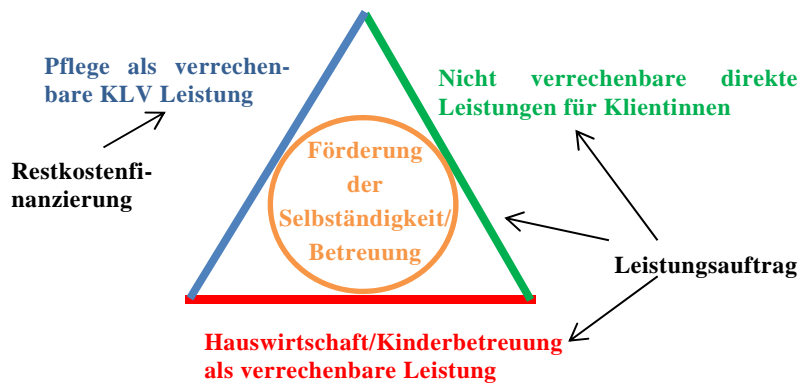 Pflege als verrechen-
bare KLV Leistung
Nicht verrechenbare direkte
Leistungen für Klientinnen
Restkostenfi-
nanzierung
Förderung
der
Selbständigkeit/
Betreuung
Leistungsauftrag
Hauswirtschaft/Kinderbetreuung
als verrechenbare Leistung